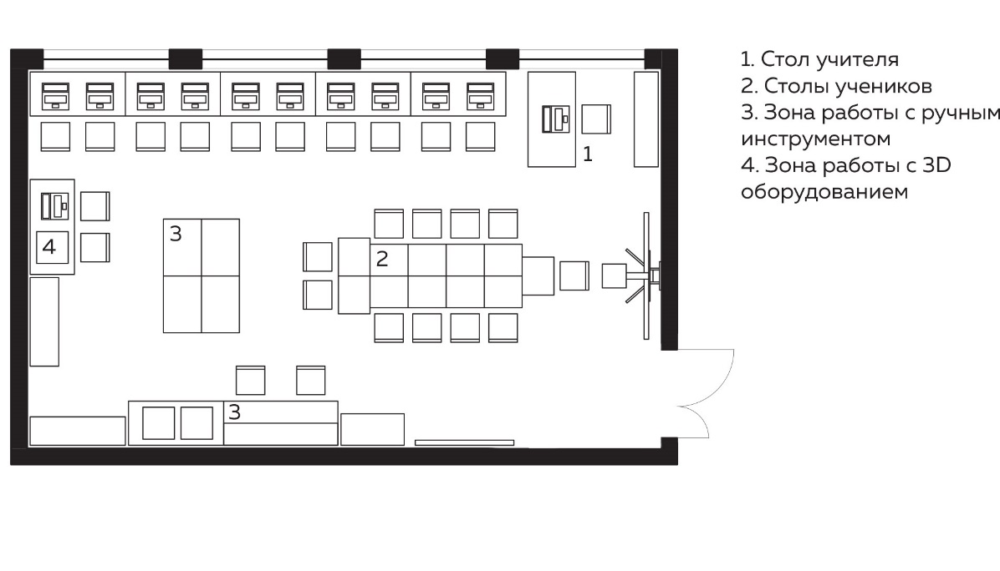 1. Стол учителя
2. Столы учеников
3. Зона работы с ручным
инструментом
4. Зона работы с 3D
оборудованием
1
3
2
4
3